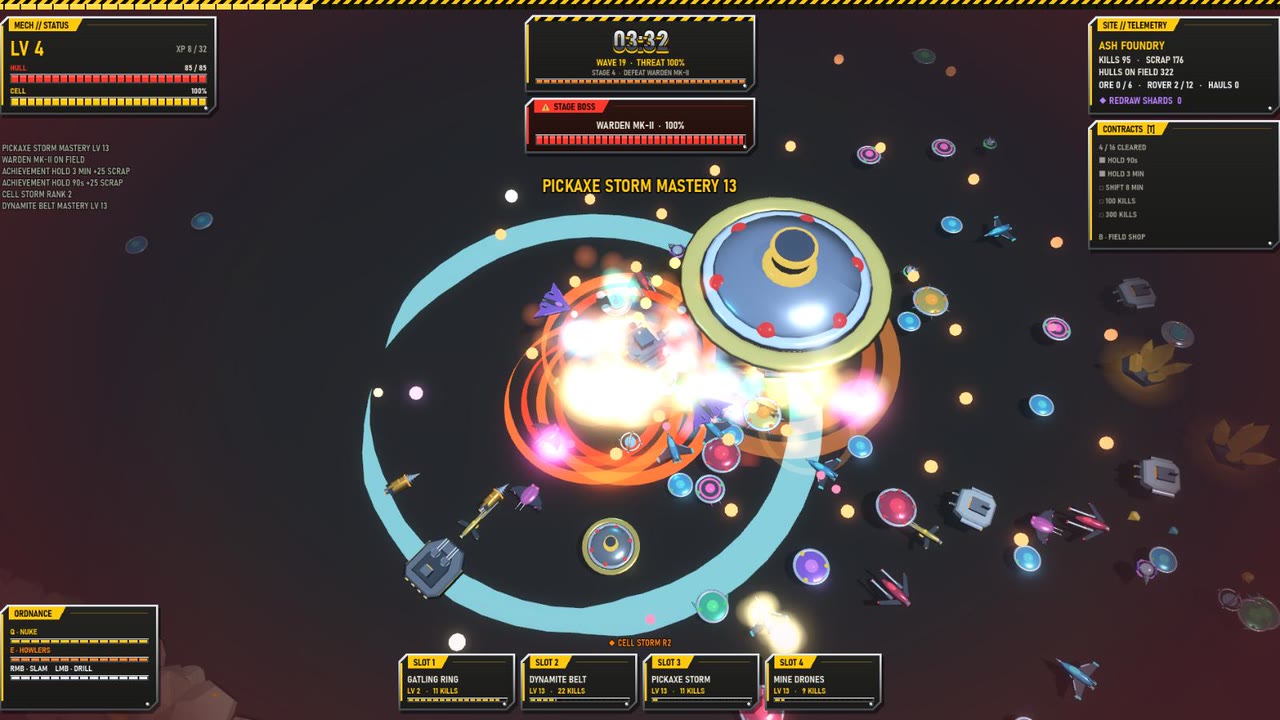 MECH // STATUS
LV 4
XP 8 / 32
HULL
85 / 85
CELL
100%
PICKAXE STORM MASTERY LV 13
WARDEN MK-II ON FIELD
ACHIEVEMENT HOLD 3 MIN +25 SCRAP
ACHIEVEMENT HOLD 90s +25 SCRAP
CELL STORM RANK 2
DYNAMITE BELT MASTERY LV 13
03:32
WAVE 19 · THREAT 100%
STAGE 4 · DEFEAT WARDEN MK-II
⚠ STAGE BOSS
WARDEN MK-II · 100%
PICKAXE STORM MASTERY 13
SITE // TELEMETRY
ASH FOUNDRY
KILLS 95 · SCRAP 176
HULLS ON FIELD 322
ORE 0 / 6 · ROVER 2 / 12 · HAULS 0
◆ REDRAW SHARDS 0
CONTRACTS [T]
4 / 16 CLEARED
■ HOLD 90s
■ HOLD 3 MIN
□ SHIFT 8 MIN
□ 100 KILLS
□ 300 KILLS
B · FIELD SHOP
ORDNANCE
Q · NUKE
E · HOWLERS
RMB · SLAM LMB · DRILL
◆ CELL STORM R2
SLOT 1
GATLING RING
LV 2 · 11 KILLS
SLOT 2
DYNAMITE BELT
LV 13 · 22 KILLS
SLOT 3
PICKAXE STORM
LV 13 · 11 KILLS
SLOT 4
MINE DRONES
LV 13 · 9 KILLS